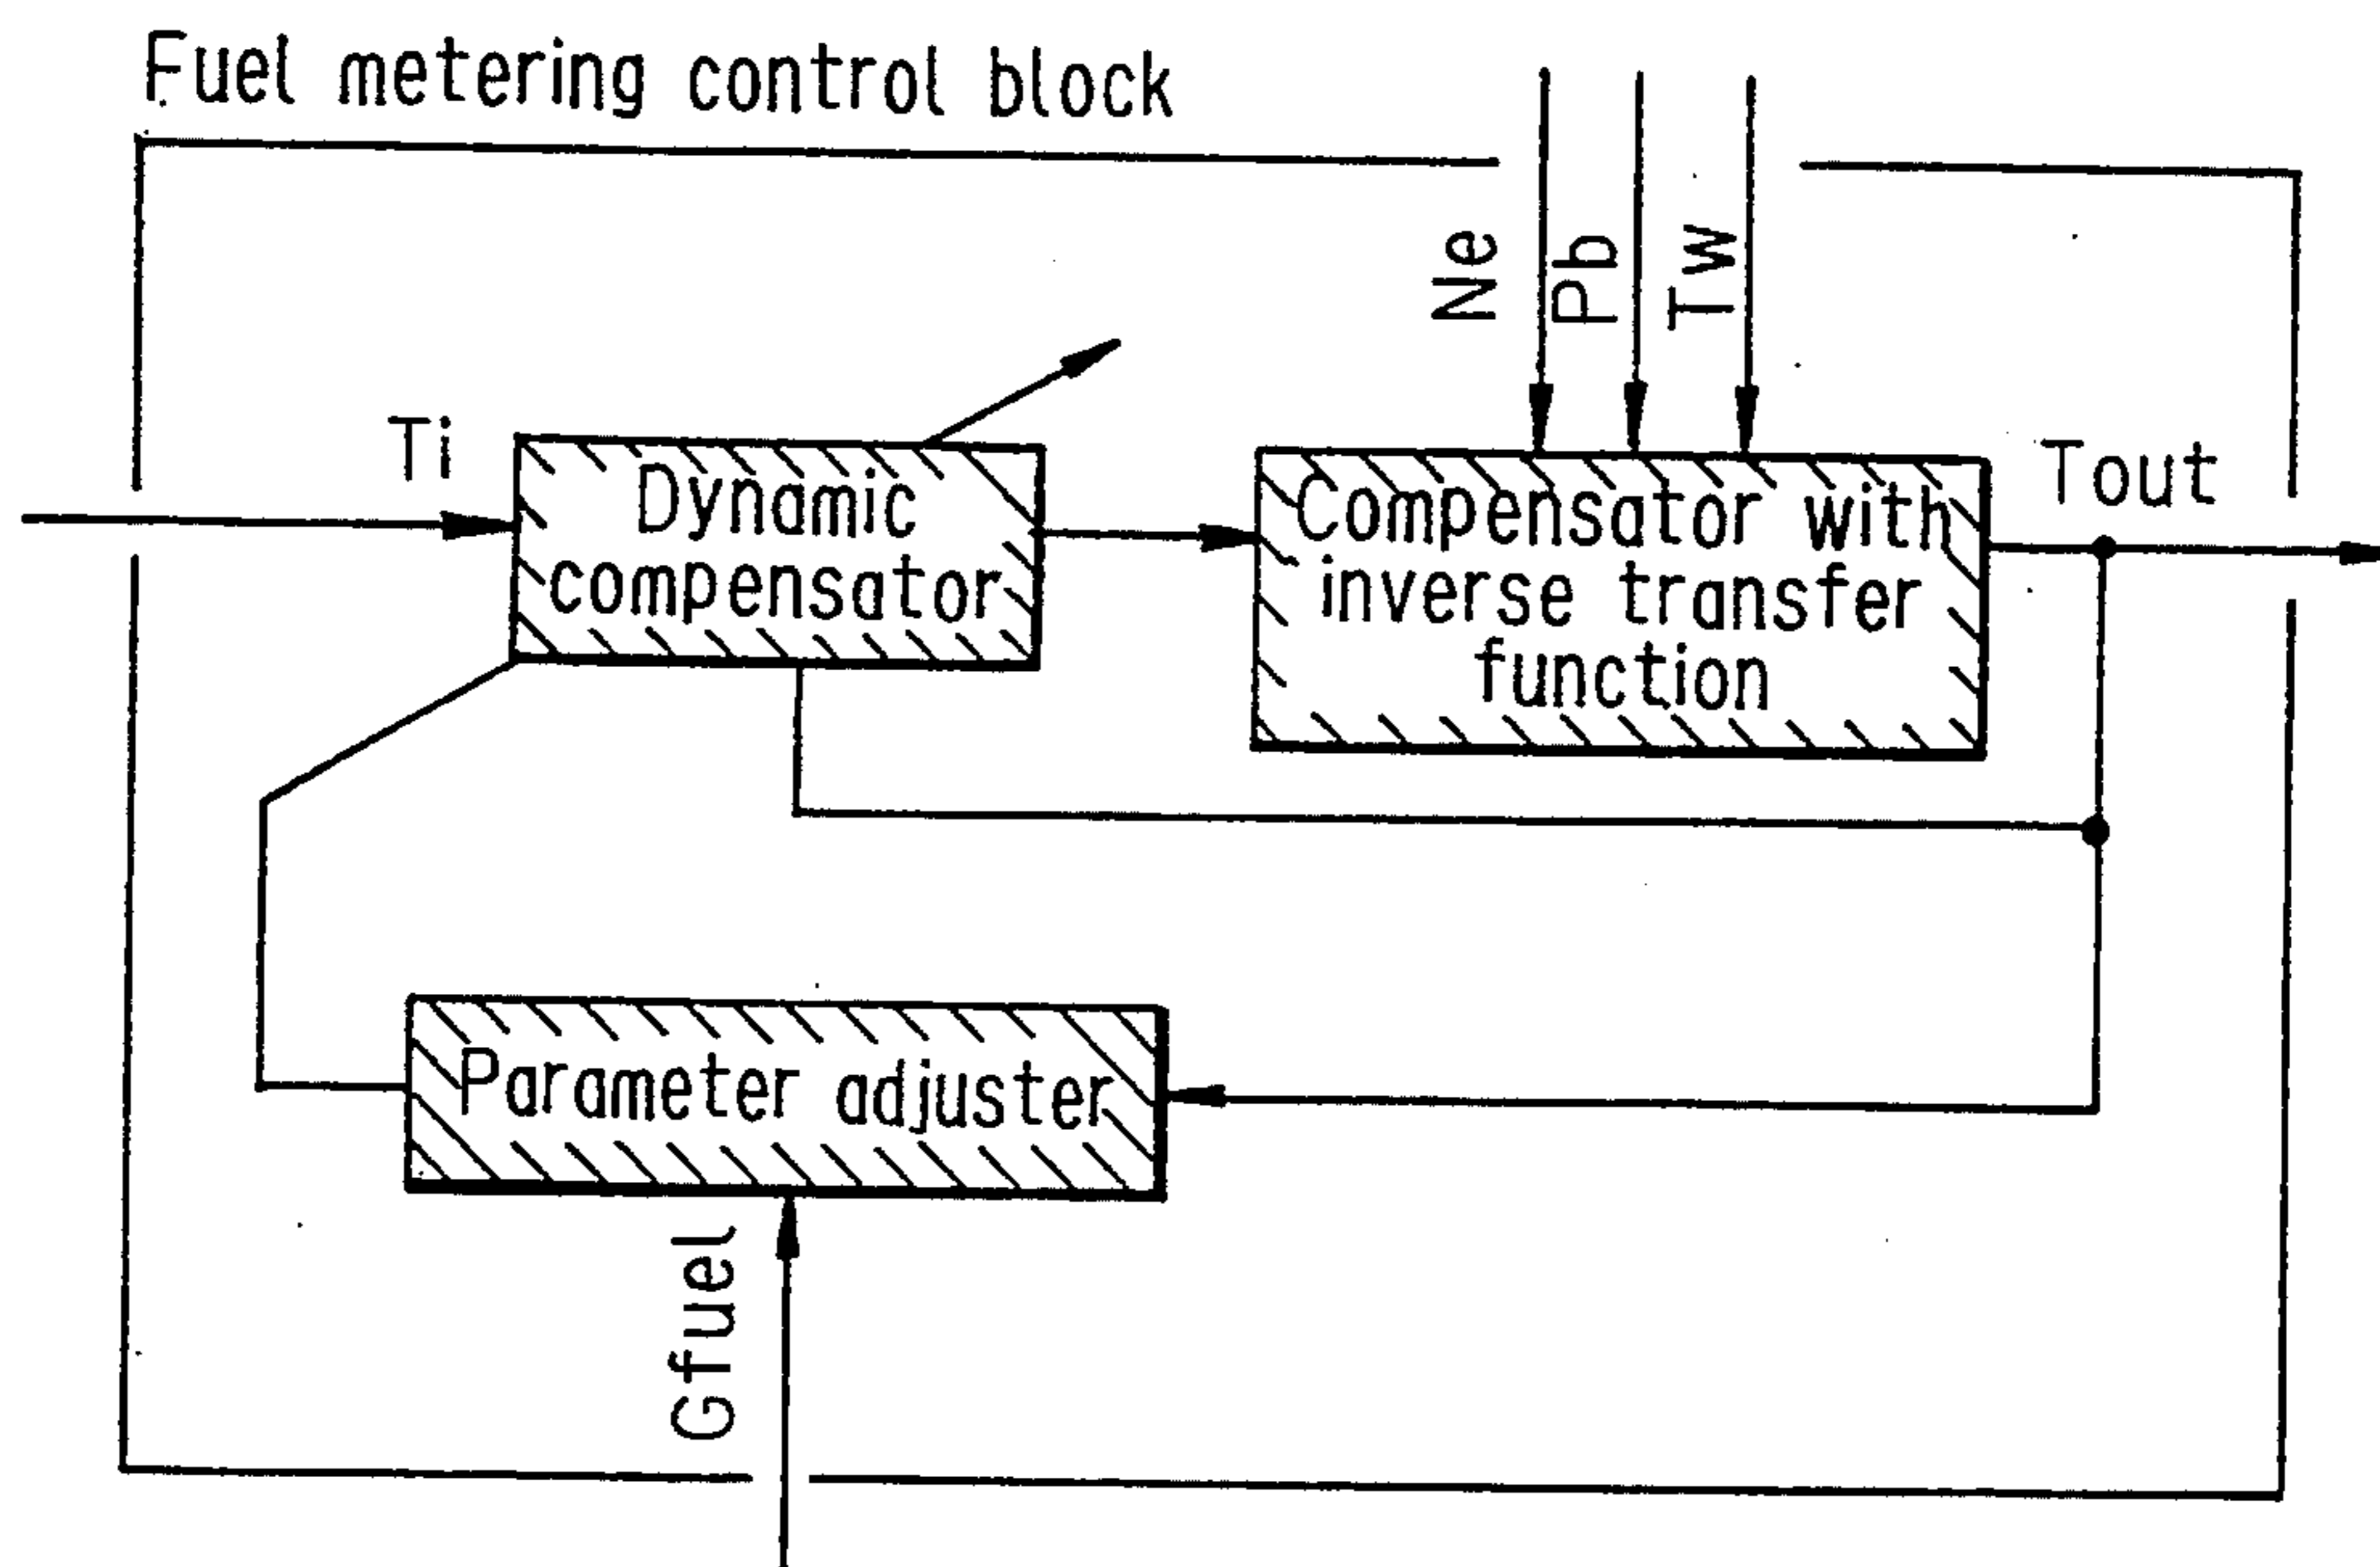 Fuel metering control block
Ne
Pb
Tw
Ti
Dynamic
compensator
Compensator with
inverse transfer
function
Tout
Parameter adjuster
Gfuel